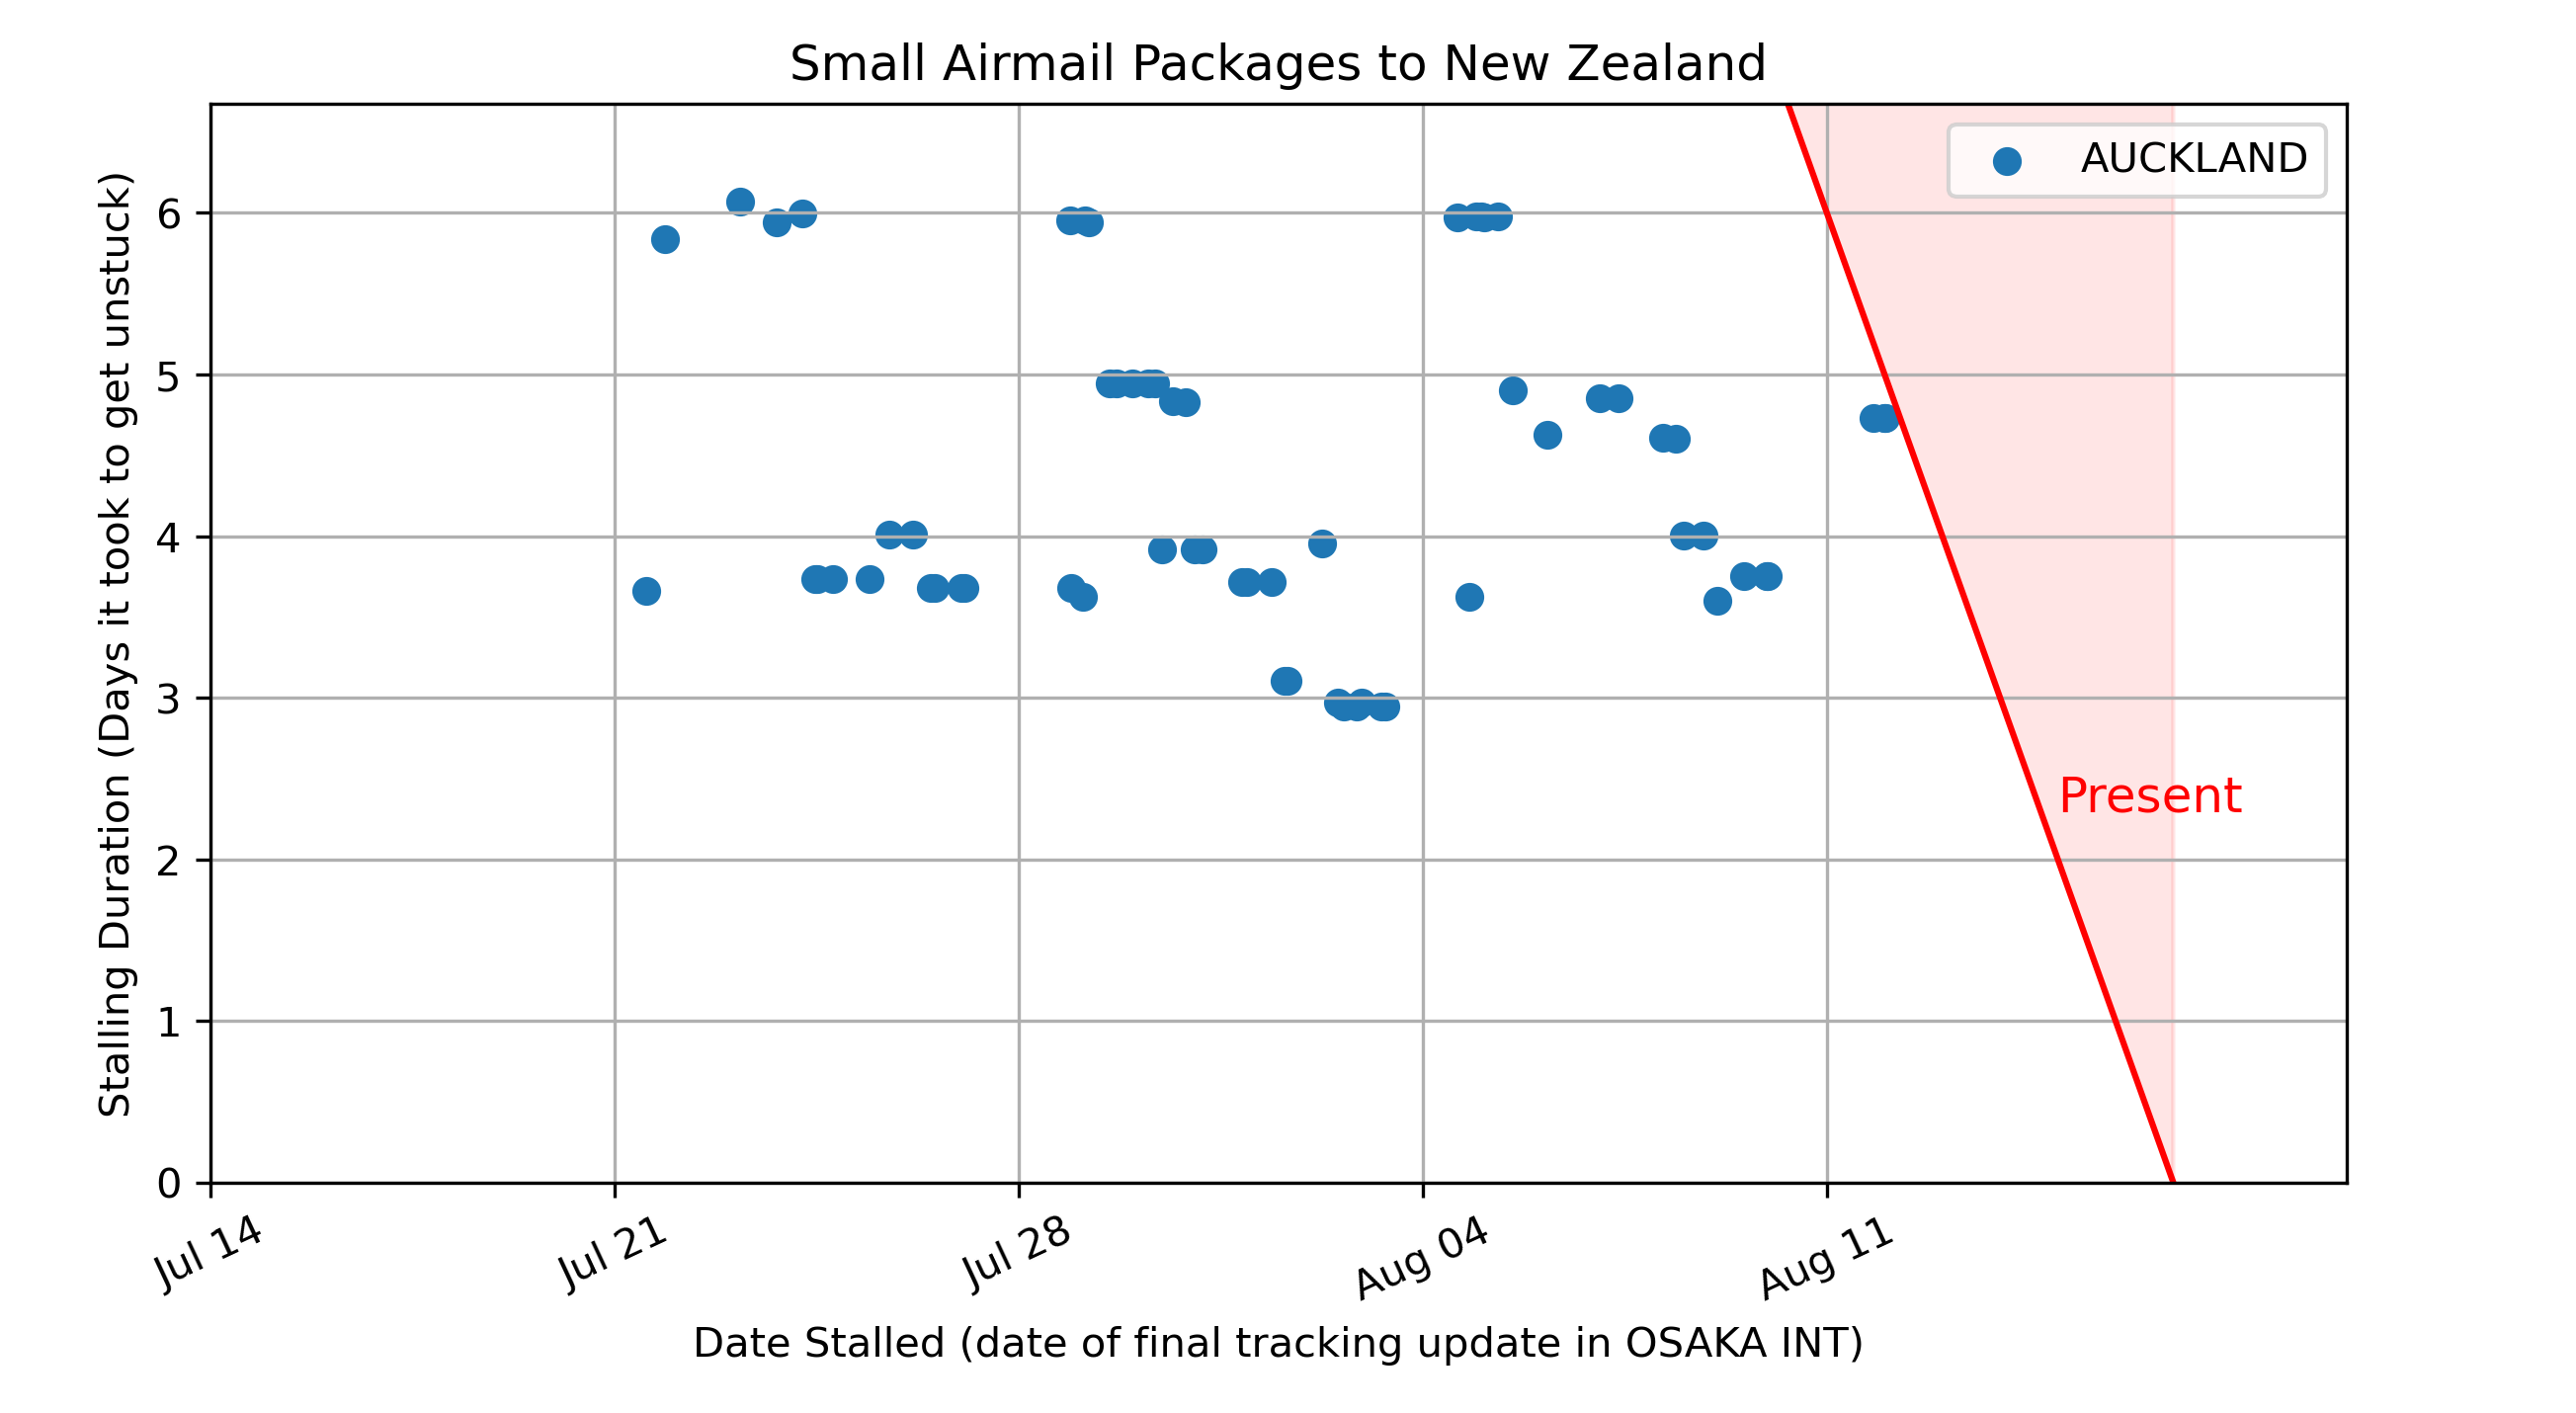 Small Airmail Packages to New Zealand
AUCKLAND
Stalling Duration (Days it took to get unstuck)
6
5
4
3
2
1
0
Present
Jul 14
Jul 21
Jul 28
Aug 04
Aug 11
Date Stalled (date of final tracking update in OSAKA INT)